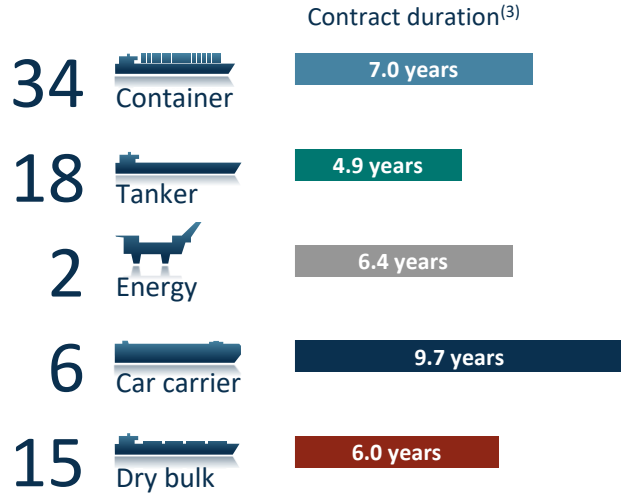 Contract duration(3)
34 Container 7.0 years
18 Tanker 4.9 years
2 Energy 6.4 years
6 Car carrier 9.7 years
15 Dry bulk 6.0 years